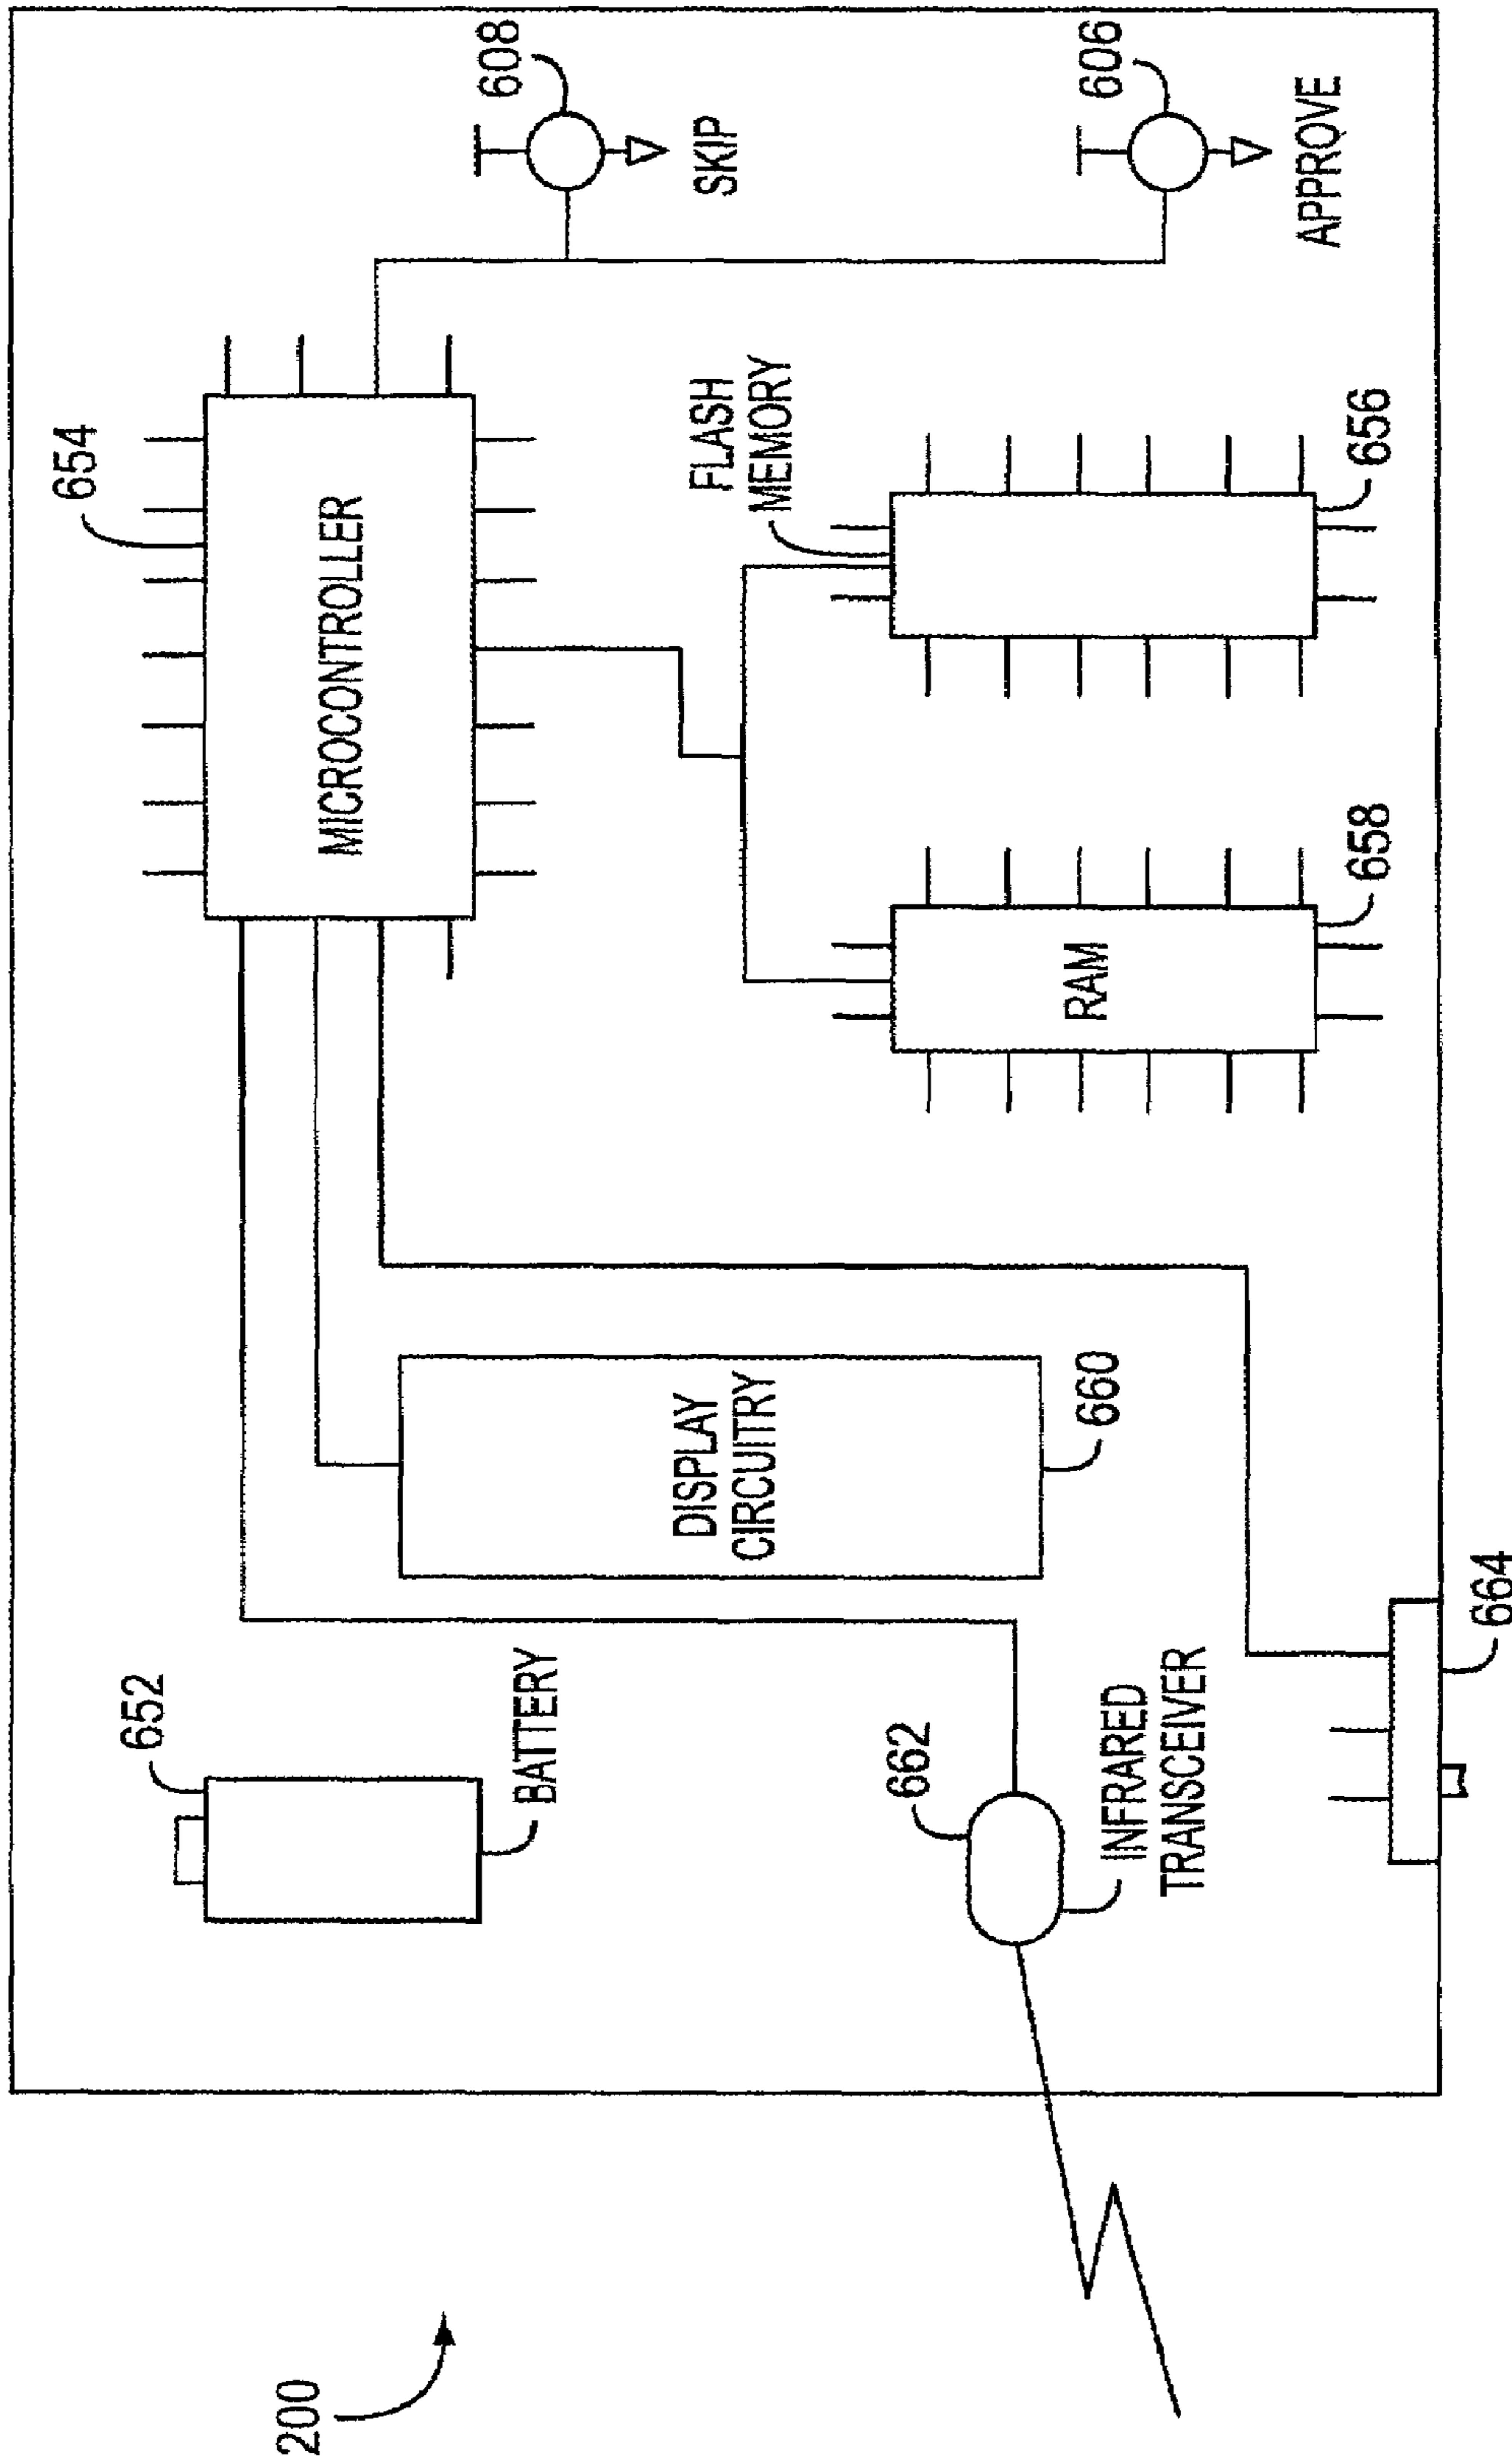 200
652
BATTERY
662
INFRARED
TRANSCEIVER
664
DISPLAY
CIRCUITRY
660
654
MICROCONTROLLER
RAM
658
FLASH
MEMORY
656
608
SKIP
606
APPROVE